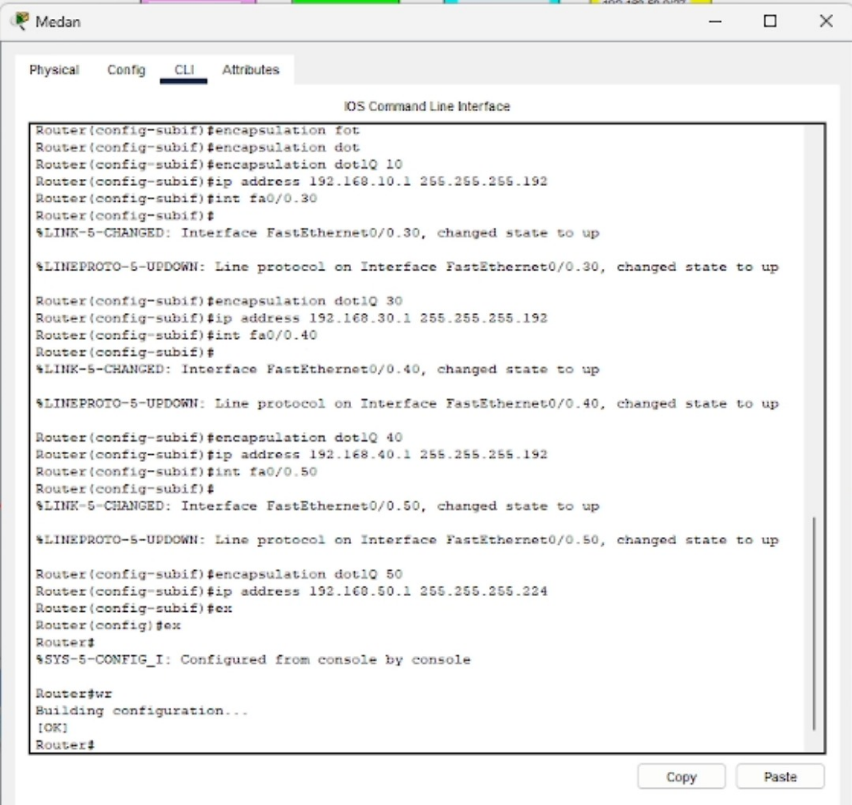 Medan
Physical Config CLI Attributes
IOS Command Line Interface
Router(config-subif)#encapsulation fot
Router(config-subif)#encapsulation dot
Router(config-subif)#encapsulation dot1Q 10
Router(config-subif)#ip address 192.168.10.1 255.255.255.192
Router(config-subif)#int fa0/0.30
Router(config-subif)#
%LINK-5-CHANGED: Interface FastEthernet0/0.30, changed state to up
%LINEPROTO-5-UPDOWN: Line protocol on Interface FastEthernet0/0.30, changed state to up
Router(config-subif)#encapsulation dot1Q 30
Router(config-subif)#ip address 192.168.30.1 255.255.255.192
Router(config-subif)#int fa0/0.40
Router(config-subif)#
%LINK-5-CHANGED: Interface FastEthernet0/0.40, changed state to up
%LINEPROTO-5-UPDOWN: Line protocol on Interface FastEthernet0/0.40, changed state to up
Router(config-subif)#encapsulation dot1Q 40
Router(config-subif)#ip address 192.168.40.1 255.255.255.192
Router(config-subif)#int fa0/0.50
Router(config-subif)#
%LINK-5-CHANGED: Interface FastEthernet0/0.50, changed state to up
%LINEPROTO-5-UPDOWN: Line protocol on Interface FastEthernet0/0.50, changed state to up
Router(config-subif)#encapsulation dot1Q 50
Router(config-subif)#ip address 192.168.50.1 255.255.255.224
Router(config-subif)#ex
Router(config)#ex
Router#
%SYS-5-CONFIG_I: Configured from console by console
Router#wr
Building configuration...
[OK]
Router#
Copy Paste